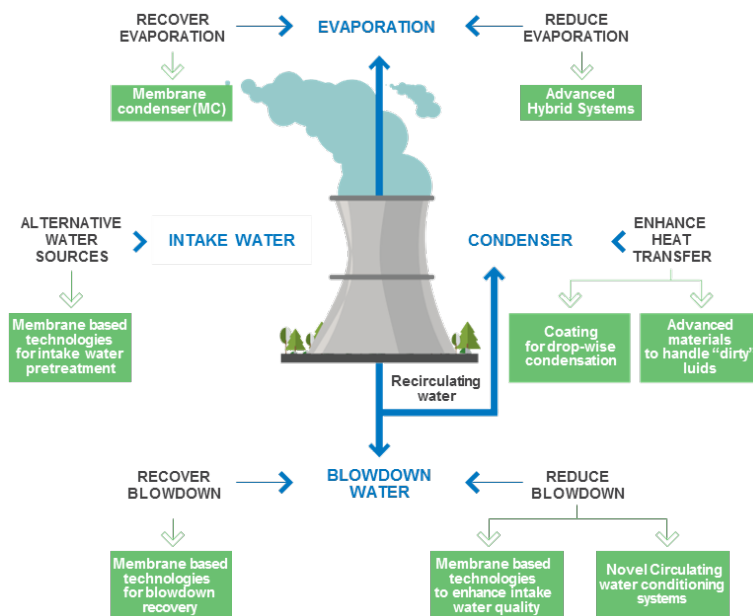 RECOVER
EVAPORATION
EVAPORATION
REDUCE
EVAPORATION
Membrane
condenser (MC)
Advanced
Hybrid Systems
ALTERNATIVE
WATER
SOURCES
INTAKE WATER
CONDENSER
ENHANCE
HEAT
TRANSFER
Membrane based
technologies
for intake water
pretreatment
Coating
for drop-wise
condensation
Advanced
materials
to handle “dirty”
luids
Recirculating
water
RECOVER
BLOWDOWN
BLOWDOWN
WATER
REDUCE
BLOWDOWN
Membrane based
technologies
for blowdown
recovery
Membrane based
technologies
to enhance intake
water quality
Novel Circulating
water conditioning
systems